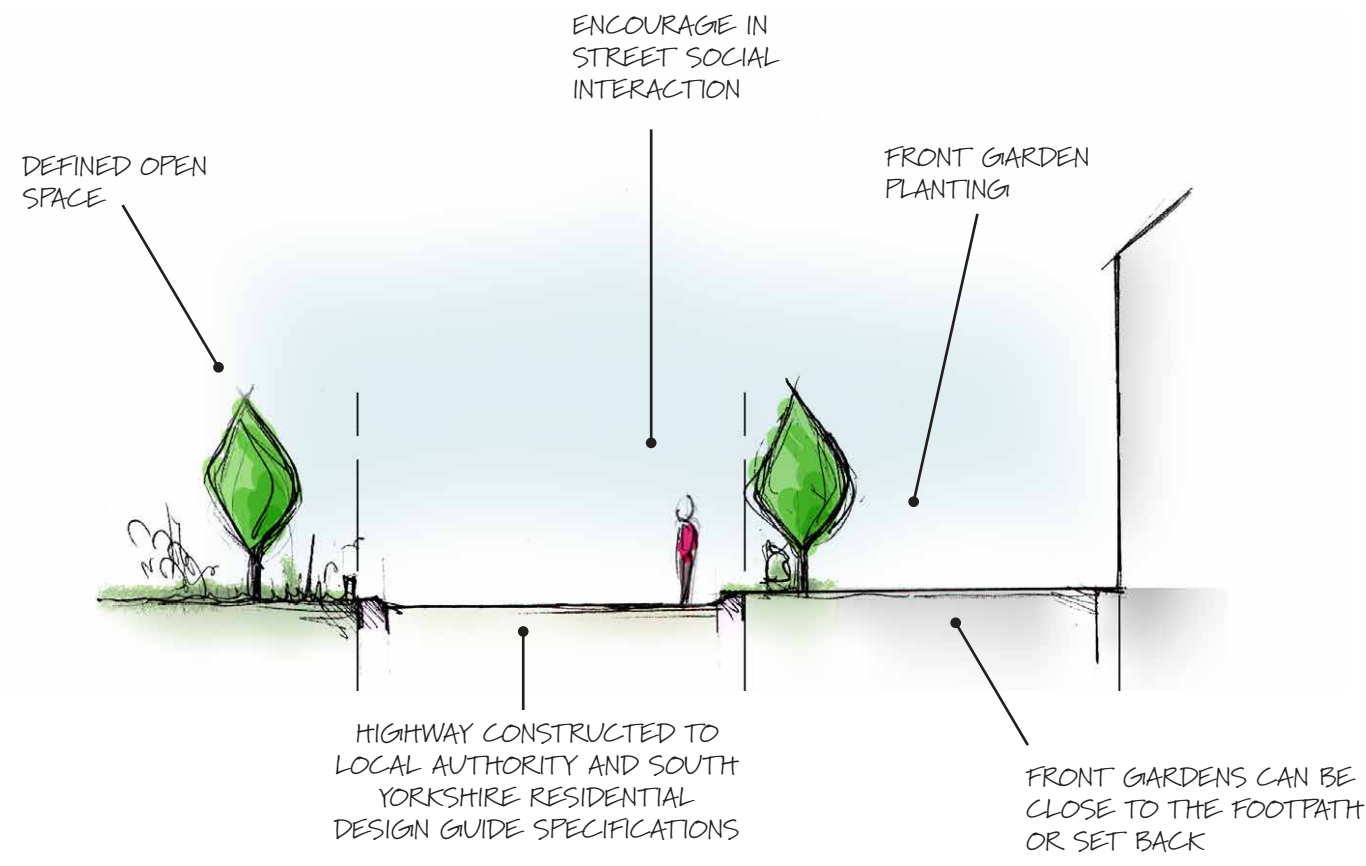 ENCOURAGE IN
STREET SOCIAL
INTERACTION
DEFINED OPEN
SPACE
FRONT GARDEN
PLANTING
HIGHWAY CONSTRUCTED TO
LOCAL AUTHORITY AND SOUTH
YORKSHIRE RESIDENTIAL
DESIGN GUIDE SPECIFICATIONS
FRONT GARDENS CAN BE
CLOSE TO THE FOOTPATH
OR SET BACK